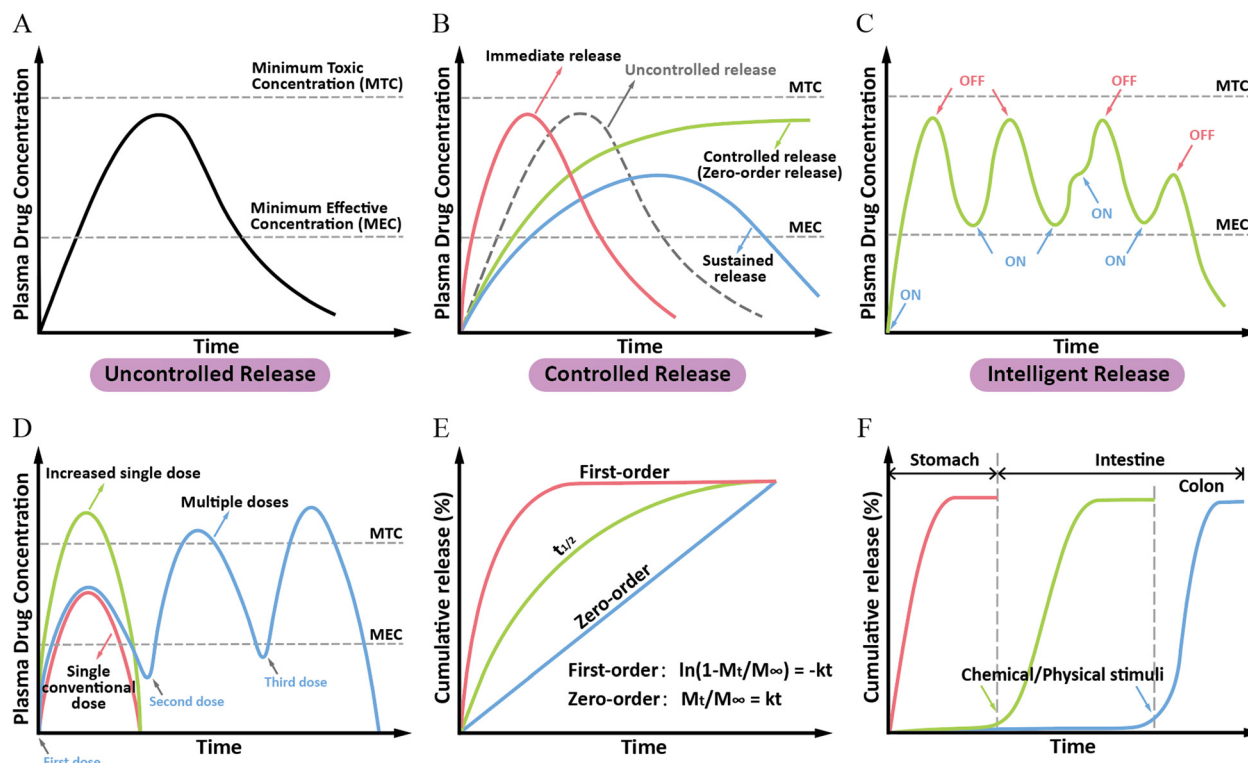 A
Plasma Drug Concentration
Minimum Toxic
Concentration (MTC)
Minimum Effective
Concentration (MEC)
Time
Uncontrolled Release
B
Plasma Drug Concentration
Immediate release
Uncontrolled release
MTC
Controlled release
(Zero-order release)
MEC
Sustained
release
Time
Controlled Release
C
Plasma Drug Concentration
MTC
OFF
OFF
OFF
ON
MEC
ON
ON
ON
Time
Intelligent Release
D
Plasma Drug Concentration
Increased single dose
Multiple doses
MTC
MEC
Single
conventional
dose
Second dose
Third dose
First dose
Time
E
Cumulative release (%)
First-order
t1/2
Zero-order
First-order: ln(1-Mt/M∞) = -kt
Zero-order: Mt/M∞ = kt
Time
F
Cumulative release (%)
Stomach
Intestine
Colon
Chemical/Physical stimuli
Time